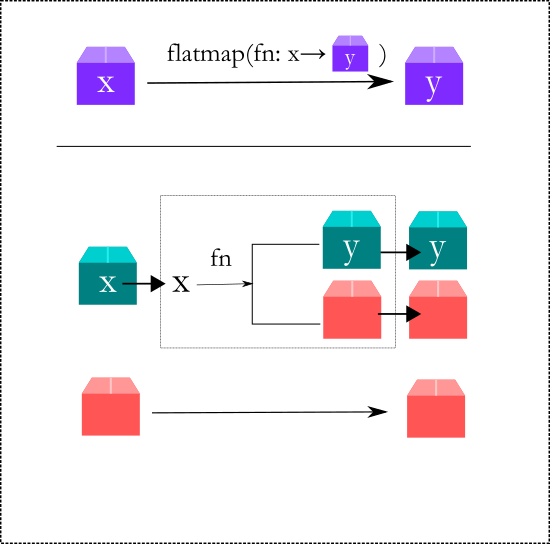 flatmap(fn: x→ y )
x y
fn y y
x x